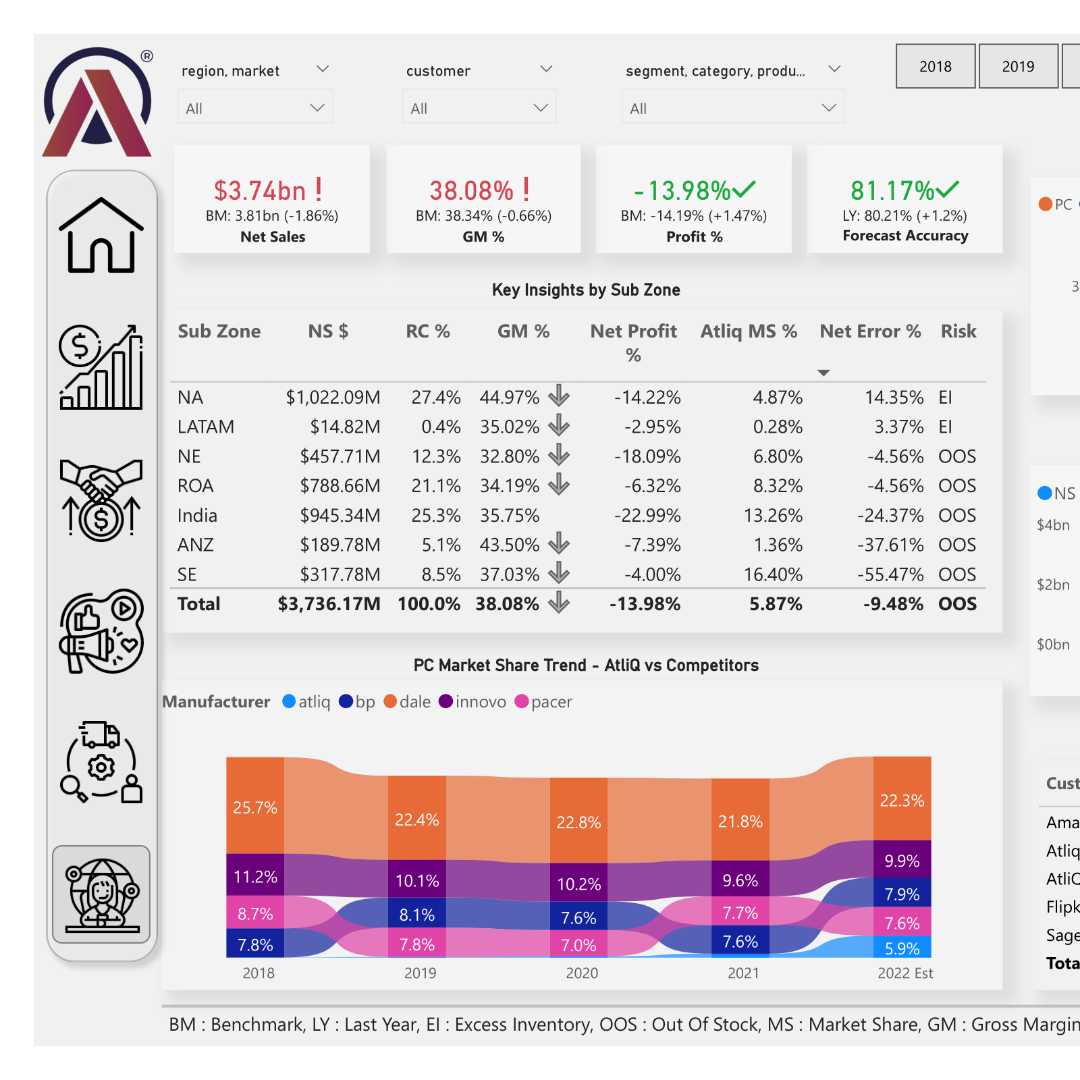 ®
region, market
customer
segment, category, produ...
2018
2019
All
All
All
$3.74bn !
BM: 3.81bn (-1.86%)
Net Sales
38.08% !
BM: 38.34% (-0.66%)
GM %
-13.98%✓
BM: -14.19% (+1.47%)
Profit %
81.17%✓
LY: 80.21% (+1.2%)
Forecast Accuracy
PC
3
Key Insights by Sub Zone
Sub Zone NS $ RC % GM % Net Profit % Atliq MS % Net Error % Risk
NA $1,022.09M 27.4% 44.97% -14.22% 4.87% 14.35% EI
LATAM $14.82M 0.4% 35.02% -2.95% 0.28% 3.37% EI
NE $457.71M 12.3% 32.80% -18.09% 6.80% -4.56% OOS
ROA $788.66M 21.1% 34.19% -6.32% 8.32% -4.56% OOS
India $945.34M 25.3% 35.75% -22.99% 13.26% -24.37% OOS
ANZ $189.78M 5.1% 43.50% -7.39% 1.36% -37.61% OOS
SE $317.78M 8.5% 37.03% -4.00% 16.40% -55.47% OOS
Total $3,736.17M 100.0% 38.08% -13.98% 5.87% -9.48% OOS
NS
$4bn
$2bn
$0bn
PC Market Share Trend - AtliQ vs Competitors
Manufacturer atliq bp dale innovo pacer
25.7% 22.4% 22.8% 21.8% 22.3%
11.2% 10.1% 10.2% 9.6% 9.9%
8.7% 8.1% 7.6% 7.7% 7.9%
7.8% 7.8% 7.0% 7.6% 7.6%
5.9%
2018 2019 2020 2021 2022 Est
Cust
Ama
Atliq
AtliQ
Flipk
Sage
Tota
BM : Benchmark, LY : Last Year, EI : Excess Inventory, OOS : Out Of Stock, MS : Market Share, GM : Gross Margin